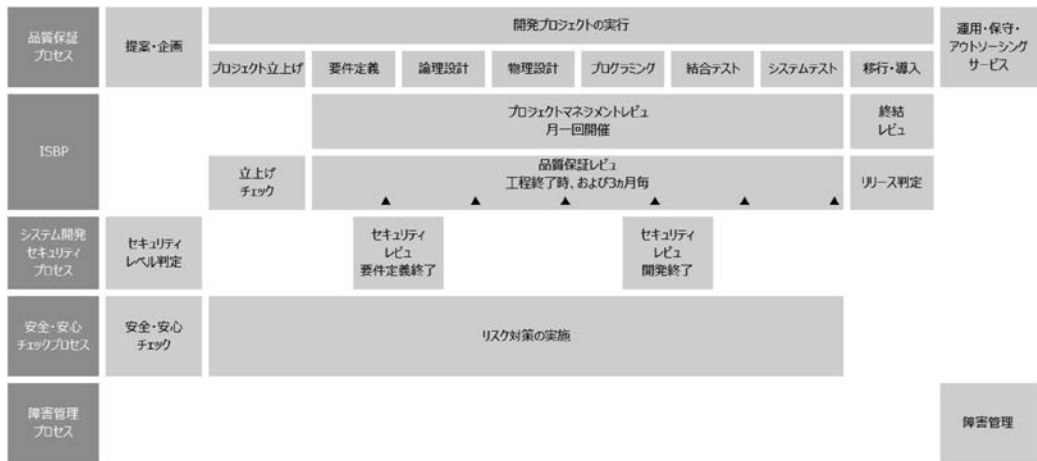 品質保証
プロセス
提案・企画
開発プロジェクトの実行
運用・保守・
アウトソーシング
サービス
プロジェクト立上げ
要件定義
論理設計
物理設計
プログラミング
結合テスト
システムテスト
移行・導入
ISBP
プロジェクトマネジメントレビュ
月一回開催
終結
レビュ
立上げ
チェック
品質保証レビュ
工程終了時、および3ヵ月毎
▲ ▲ ▲ ▲ ▲ ▲
リリース判定
システム開発
セキュリティ
プロセス
セキュリティ
レベル判定
セキュリティ
レビュ
要件定義終了
セキュリティ
レビュ
開発終了
安全・安心
チェックプロセス
安全・安心
チェック
リスク対策の実施
障害管理
プロセス
障害管理